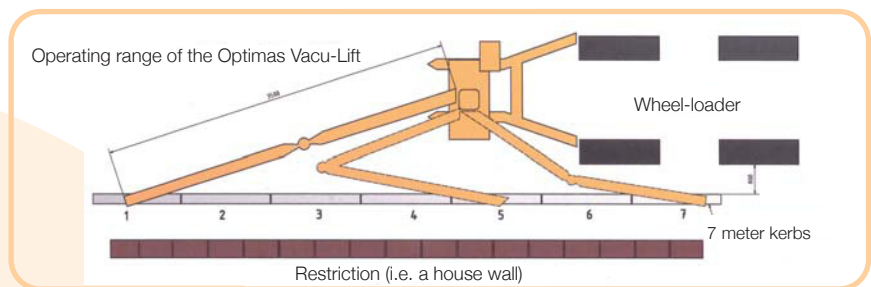 Operating range of the Optimas Vacu-Lift
Wheel-loader
1 2 3 4 5 6 7
7 meter kerbs
Restriction (i.e. a house wall)